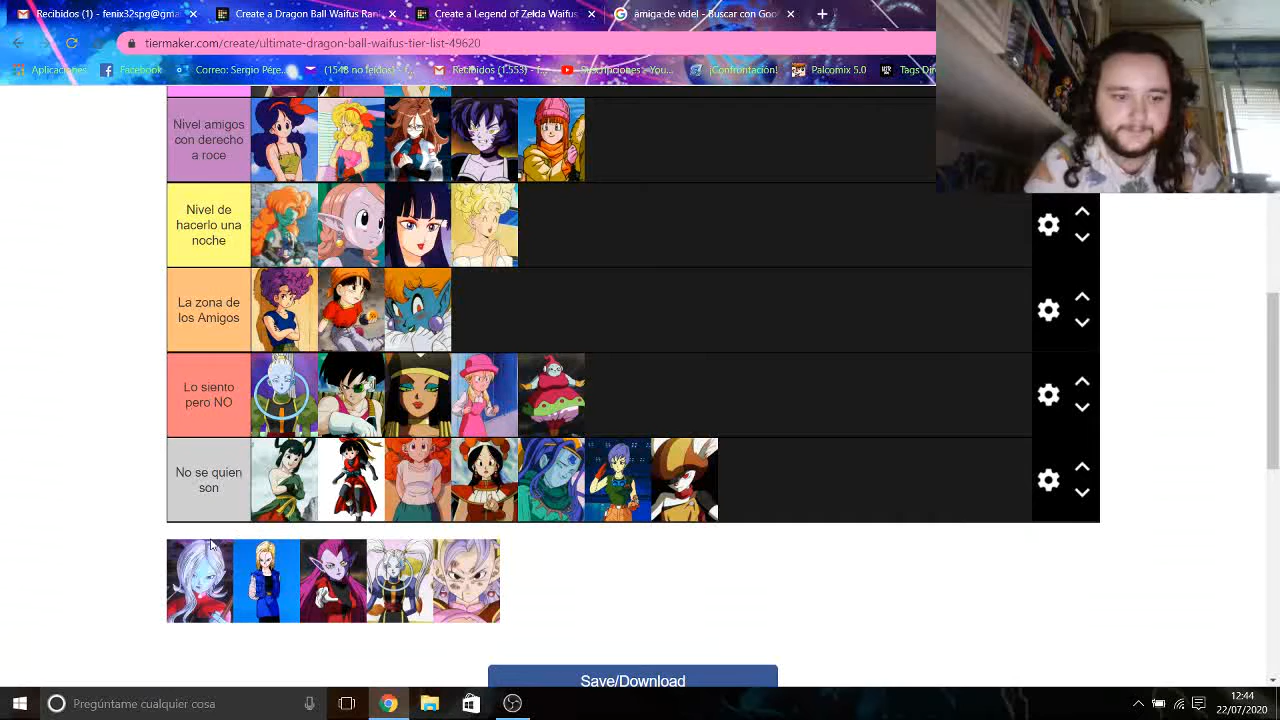 Recibidos (1) - fenix32spg@gma
Create a Dragon Ball Waifus Ran
Create a Legend of Zelda Waifus
amiga de videl - Buscar con Goo
tiermaker.com/create/ultimate-dragon-ball-waifus-tier-list-49620
Aplicaciones
Facebook
Correo: Sergio Pére...
(1548 no leídos) - r...
Recibidos (1.553) - f...
Suscripciones - You...
¡Confrontación!
Palcomix 5.0
Tags Dir
Nivel amigos
con derecho
a roce
Nivel de
hacerlo una
noche
La zona de
los Amigos
Lo siento
pero NO
No se quien
son
Save/Download
Pregúntame cualquier cosa
12:44
22/07/2020